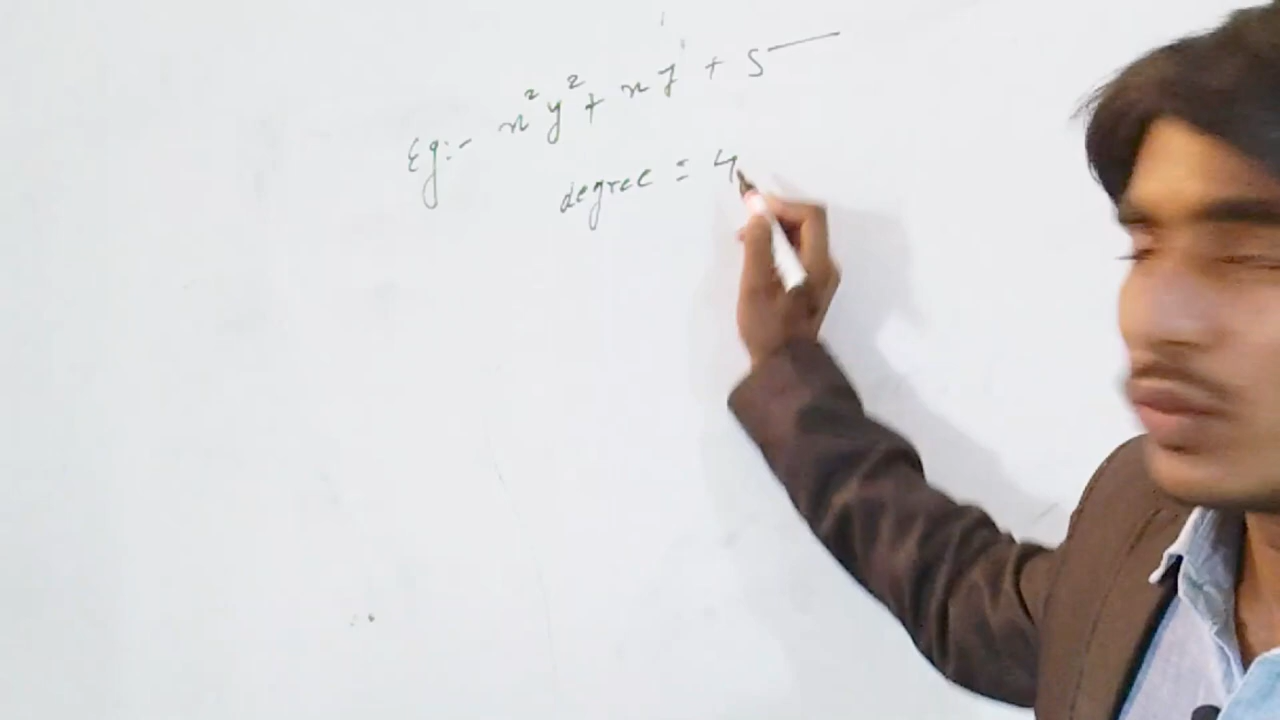 Eg:- x²y² + xy + 5
degree = 4